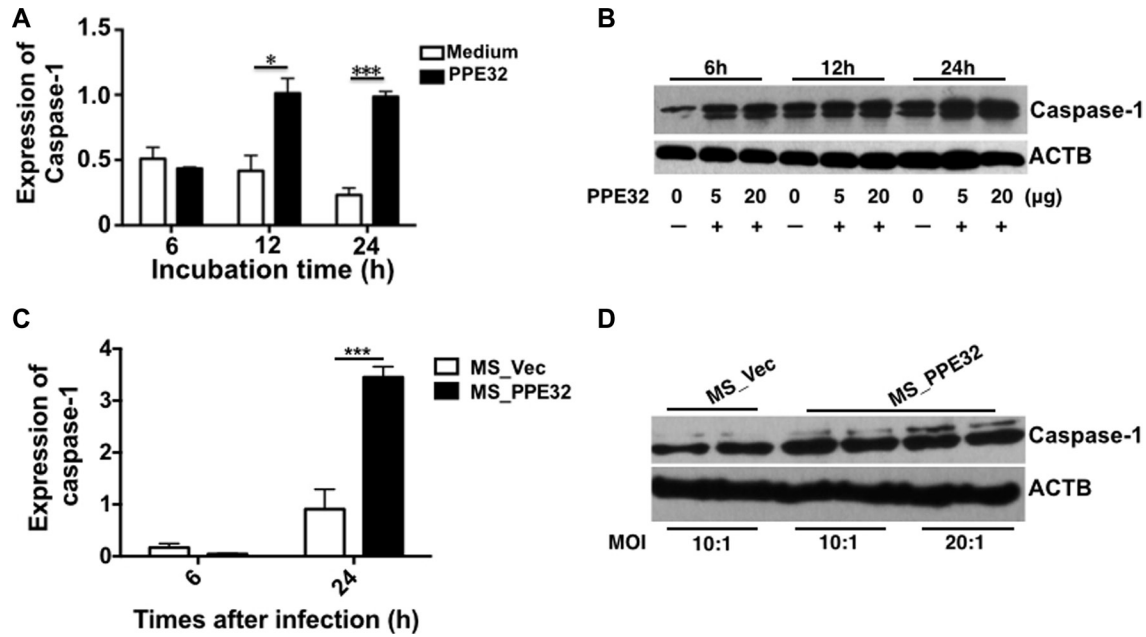 A
Expression of
Caspase-1
1.5
1.0
0.5
0
*
***
Medium
PPE32
6
12
24
Incubation time (h)
B
6h
12h
24h
Caspase-1
ACTB
PPE32 0 5 20 0 5 20 0 5 20 (μg)
– + + – + + – + +
C
Expression of
caspase-1
4
3
2
1
0
***
MS_Vec
MS_PPE32
6
24
Times after infection (h)
D
MS_Vec
MS_PPE32
Caspase-1
ACTB
MOI 10:1 10:1 20:1